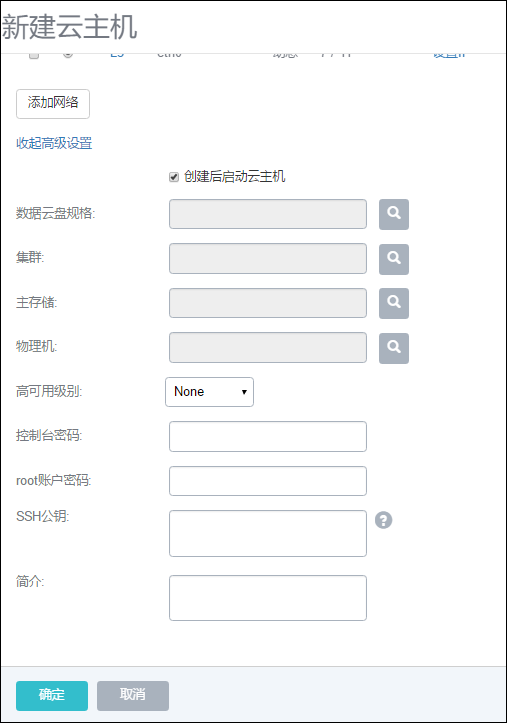 新建云主机
添加网络
收起高级设置
创建后启动云主机
数据云盘规格:
集群:
主存储:
物理机:
高可用级别: None
控制台密码:
root账户密码:
SSH公钥: ?
简介:
确定 取消